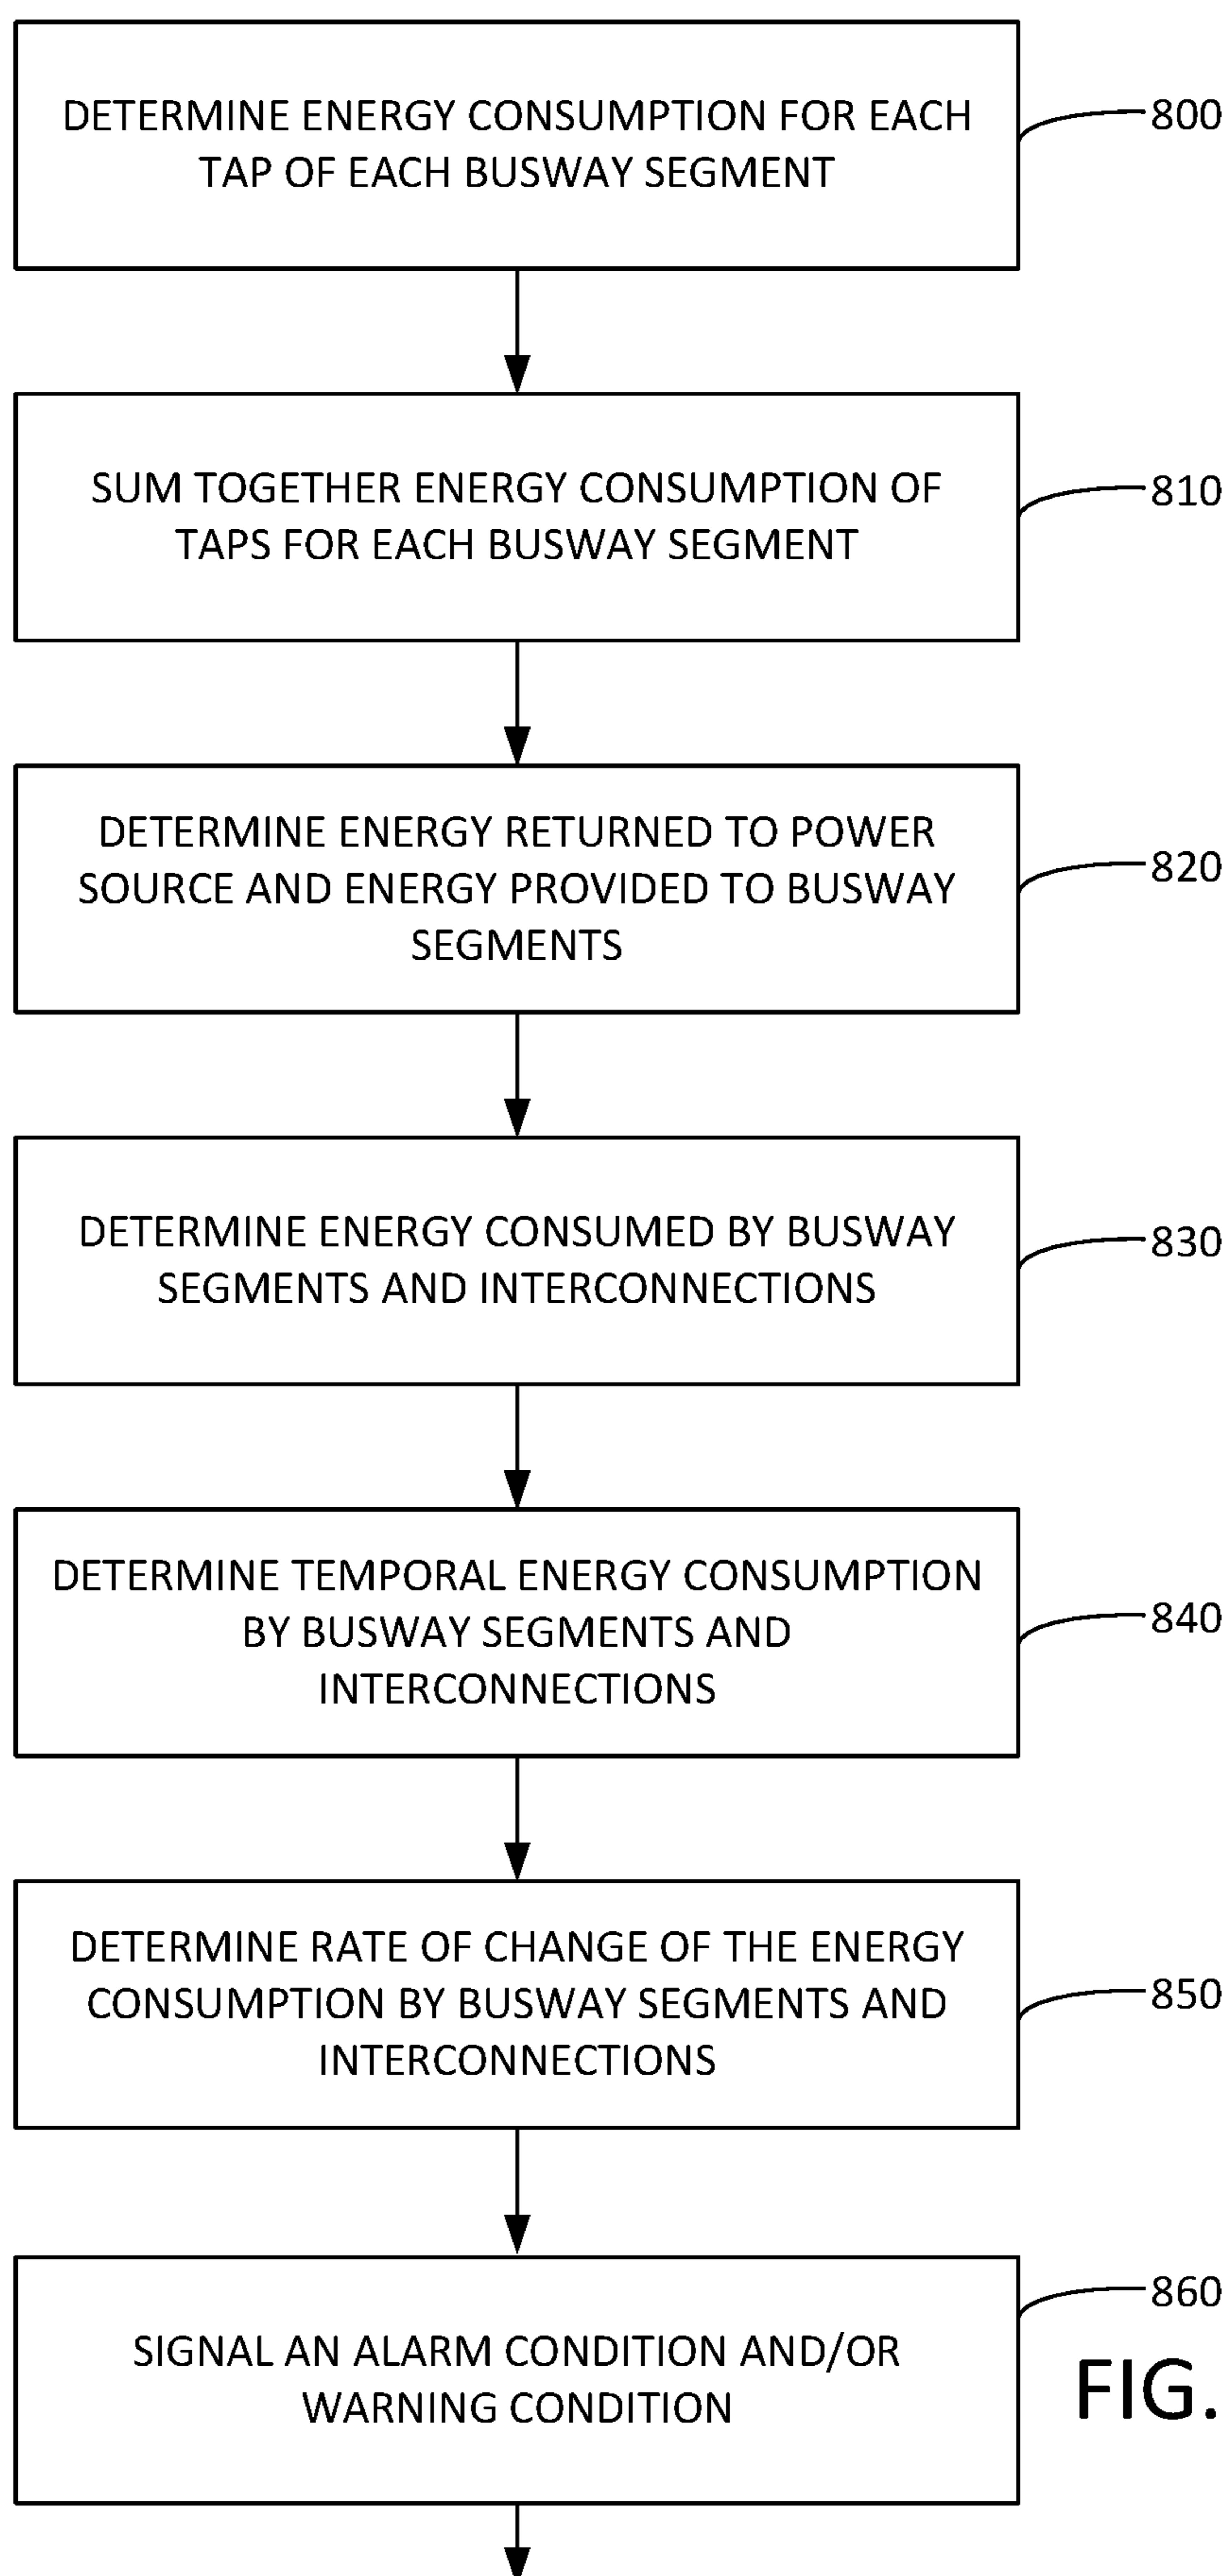 DETERMINE ENERGY CONSUMPTION FOR EACH
TAP OF EACH BUSWAY SEGMENT
800
SUM TOGETHER ENERGY CONSUMPTION OF
TAPS FOR EACH BUSWAY SEGMENT
810
DETERMINE ENERGY RETURNED TO POWER
SOURCE AND ENERGY PROVIDED TO BUSWAY
SEGMENTS
820
DETERMINE ENERGY CONSUMED BY BUSWAY
SEGMENTS AND INTERCONNECTIONS
830
DETERMINE TEMPORAL ENERGY CONSUMPTION
BY BUSWAY SEGMENTS AND
INTERCONNECTIONS
840
DETERMINE RATE OF CHANGE OF THE ENERGY
CONSUMPTION BY BUSWAY SEGMENTS AND
INTERCONNECTIONS
850
SIGNAL AN ALARM CONDITION AND/OR
WARNING CONDITION
860
FIG.